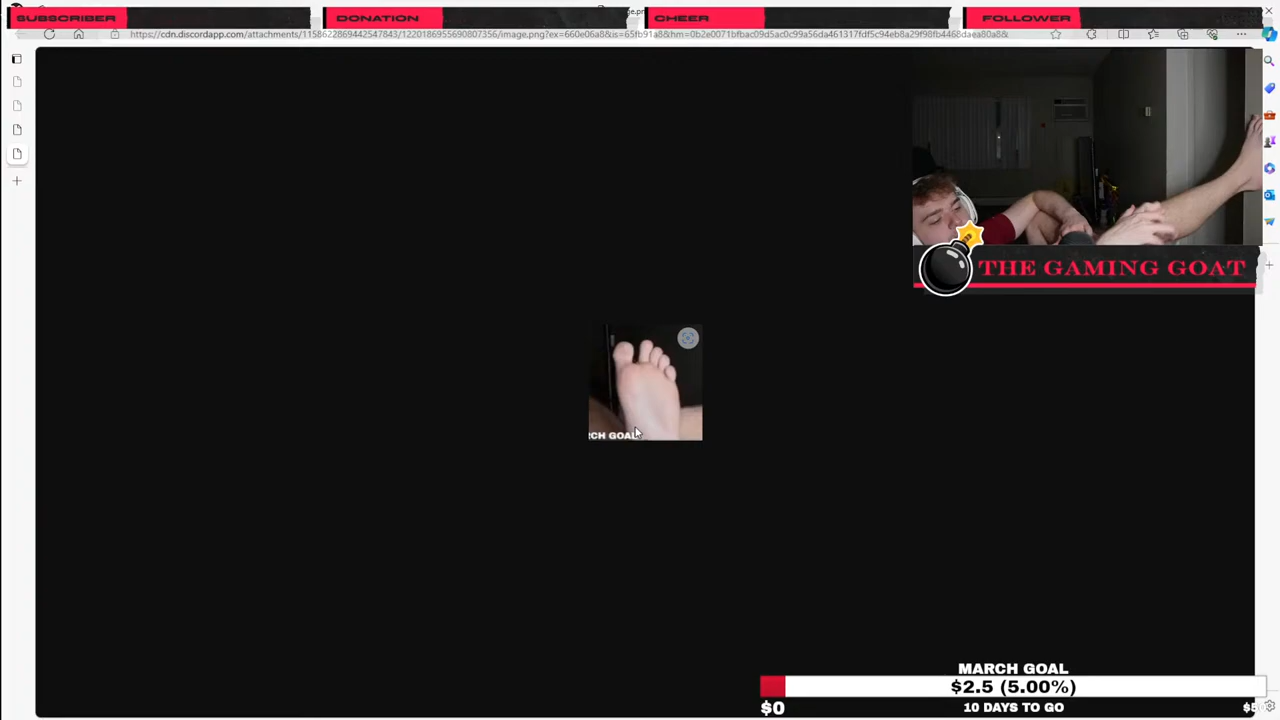 SUBSCRIBER
DONATION
CHEER
FOLLOWER
THE GAMING GOAT
RCH GOAL
MARCH GOAL
$2.5 (5.00%)
$0
10 DAYS TO GO